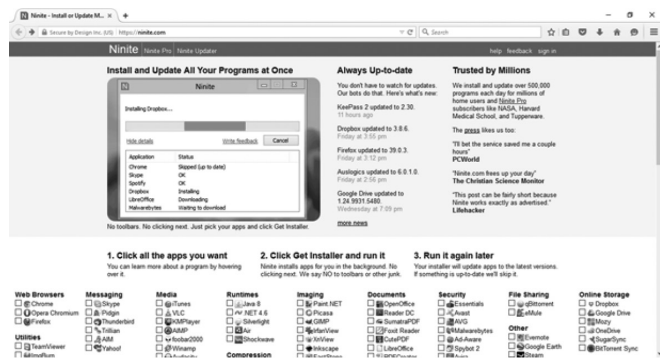 Ninite - Install or Update M...
Secure by Design Inc. (US) https://ninite.com
Search
Ninite Ninite Pro Ninite Updater
help feedback sign in
Install and Update All Your Programs at Once
Ninite
Installing Dropbox...
Hide details
Write feedback
Cancel
Application Status
Chrome Skipped (up to date)
Skype OK
Spotify OK
Dropbox Installing
LibreOffice Downloading
Malwarebytes Waiting to download
No toolbars. No clicking next. Just pick your apps and click Get Installer.
Always Up-to-date
You don't have to watch for updates.
Our bots do that. Here's what new:
KeePass 2 updated to 2.30.
11 hours ago
Dropbox updated to 3.8.6.
Friday at 3:55 pm
Firefox updated to 39.0.3.
Friday at 3:12 pm
Auslogics updated to 6.0.1.0.
Friday at 2:56 pm
Google Drive updated to
1.24.9931.5480.
Wednesday at 7:09 pm
more news
Trusted by Millions
We install and update over 500,000
programs each day for millions of
home users and Ninite Pro
subscribers like NASA, Harvard
Medical School, and Tupperware.
The press likes us too:
"I'll bet the service saved me a couple
hours"
PCWorld
"Ninite.com frees up your day"
The Christian Science Monitor
"This post can be fairly short because
Ninite works exactly as advertised."
Lifehacker
1. Click all the apps you want
You can learn more about a program by hovering
over it.
2. Click Get Installer and run it
Ninite installs apps for you in the background. No
clicking next. We say NO to toolbars or other junk.
3. Run it again later
Your installer will update apps to the latest versions.
If something is up-to-date we'll skip it.
Web Browsers
Chrome
Opera Chromium
Firefox
Utilities
TeamViewer
ImgBurn
Messaging
Skype
Pidgin
Thunderbird
Trillian
AIM
Yahoo!
Media
iTunes
VLC
KMPlayer
AIMP
foobar2000
Winamp
Audacity
Runtimes
Java 8
.NET 4.6
Silverlight
Air
Shockwave
Compression
Imaging
Paint.NET
Picasa
GIMP
IrfanView
XnView
Inkscape
FastStone
Documents
OpenOffice
Reader DC
SumatraPDF
Foxit Reader
CutePDF
LibreOffice
PDFCreator
Security
Essentials
Avast
AVG
Malwarebytes
Ad-Aware
Spybot 2
Avira
File Sharing
qBittorrent
eMule
Other
Evernote
Google Earth
Steam
Online Storage
Dropbox
Google Drive
Mozy
OneDrive
SugarSync
BitTorrent Sync